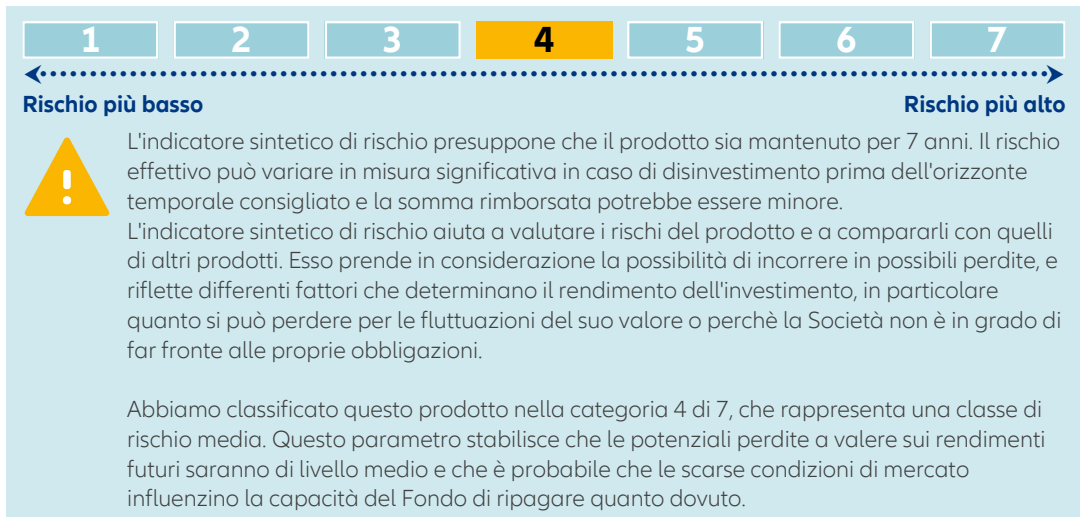 1 2 3 4 5 6 7
Rischio più basso Rischio più alto
L'indicatore sintetico di rischio presuppone che il prodotto sia mantenuto per 7 anni. Il rischio
effettivo può variare in misura significativa in caso di disinvestimento prima dell'orizzonte
temporale consigliato e la somma rimborsata potrebbe essere minore.
L'indicatore sintetico di rischio aiuta a valutare i rischi del prodotto e a compararli con quelli
di altri prodotti. Esso prende in considerazione la possibilità di incorrere in possibili perdite, e
riflette differenti fattori che determinano il rendimento dell'investimento, in particolare
quanto si può perdere per le fluttuazioni del suo valore o perchè la Società non è in grado di
far fronte alle proprie obbligazioni.
Abbiamo classificato questo prodotto nella categoria 4 di 7, che rappresenta una classe di
rischio media. Questo parametro stabilisce che le potenziali perdite a valere sui rendimenti
futuri saranno di livello medio e che è probabile che le scarse condizioni di mercato
influenzino la capacità del Fondo di ripagare quanto dovuto.